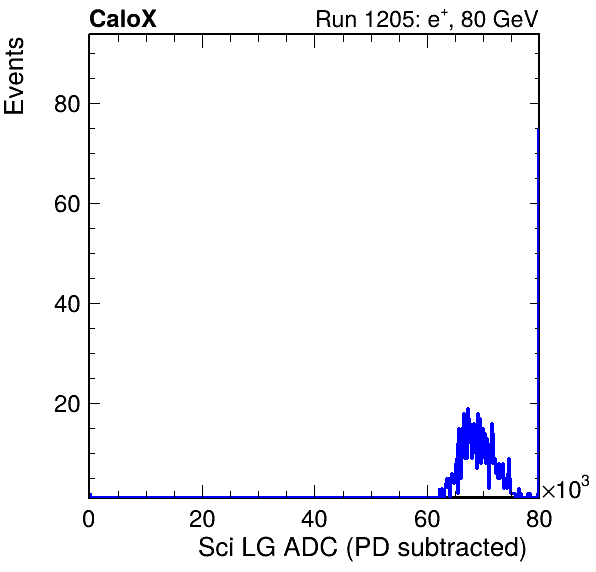 CaloX Run 1205: e⁺, 80 GeV
Events
80
60
40
20
0 20 40 60 80
×10³
Sci LG ADC (PD subtracted)